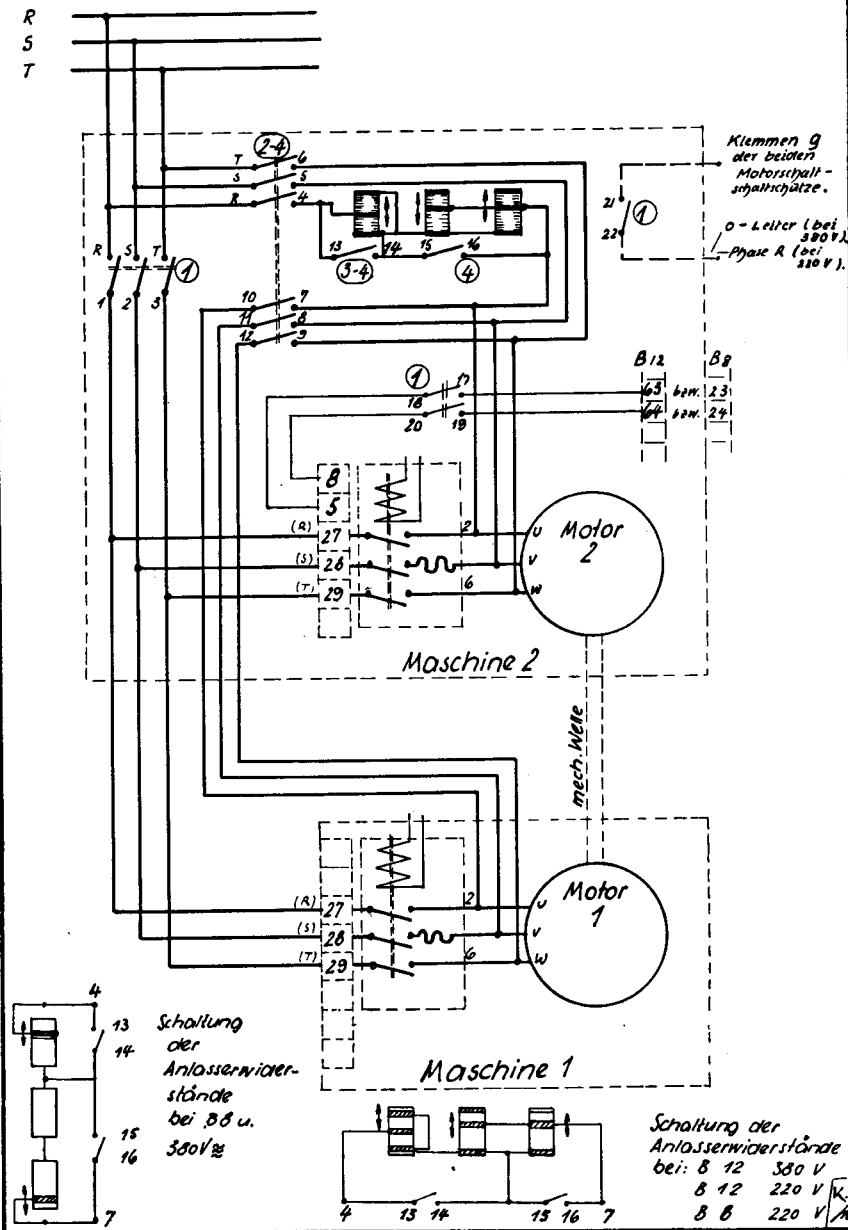 R
S
T
2-4
T
6
S
5
R
4
13
14
15
16
3-4
4
R
S
T
1
1
2
3
10
7
11
8
12
9
21
22
1
Klemmen 9
der beiden
Motorschalt-
schaltschütze.
0-Leiter (bei
380V).
Phase R (bei
220V).
1
17
18
20
19
B12
B8
63 bzw. 23
64 bzw. 24
8
5
(R) 27
(S) 28
(T) 29
2
6
U
V
W
Motor
2
Maschine 2
mech. Welle
(R) 27
(S) 28
(T) 29
2
6
U
V
W
Motor
1
Maschine 1
4
13
14
15
16
7
Schaltung
der
Anlasserwider-
stände
bei B8 u.
380V
4
13
14
15
16
7
Schaltung der
Anlasserwiderstände
bei: B 12 380 V
B 12 220 V
B 8 220 V